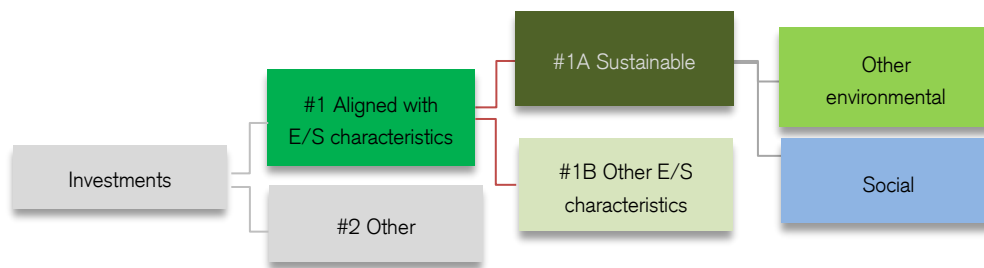 Investments
#1 Aligned with
E/S characteristics
#2 Other
#1A Sustainable
#1B Other E/S
characteristics
Other
environmental
Social